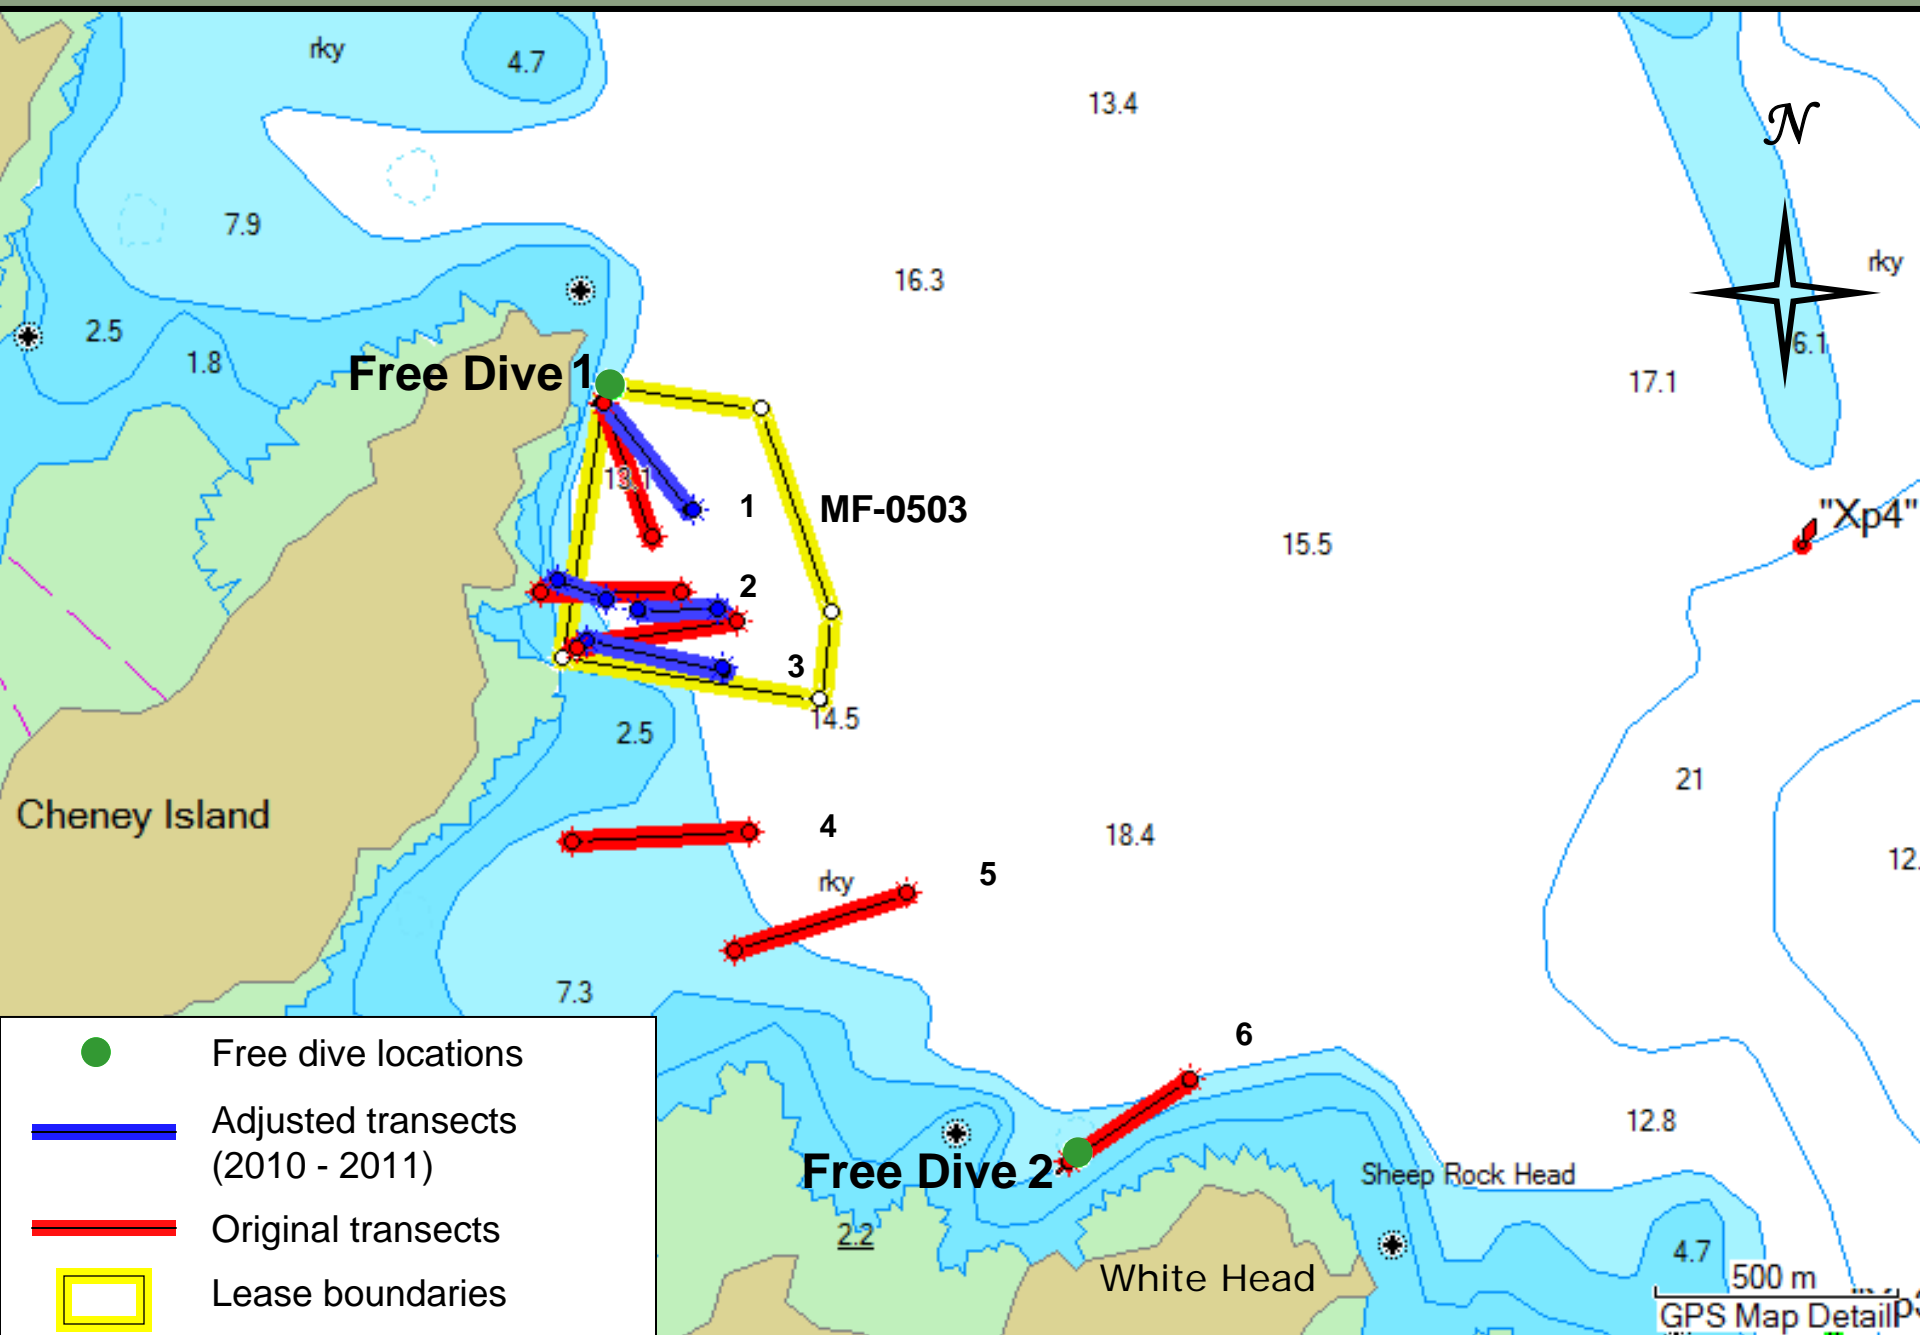 rky
4.7
13.4
N
7.9
rky
16.3
2.5
1.8
6.1
Free Dive 1
17.1
13.1
1
MF-0503
"Xp4"
15.5
2
3
14.5
2.5
21
Cheney Island
4
18.4
rky
5
12.
7.3
6
Free dive locations
Adjusted transects
(2010 - 2011)
Original transects
Lease boundaries
Free Dive 2
12.8
Sheep Rock Head
2.2
4.7
White Head
500 m
GPS Map Detail